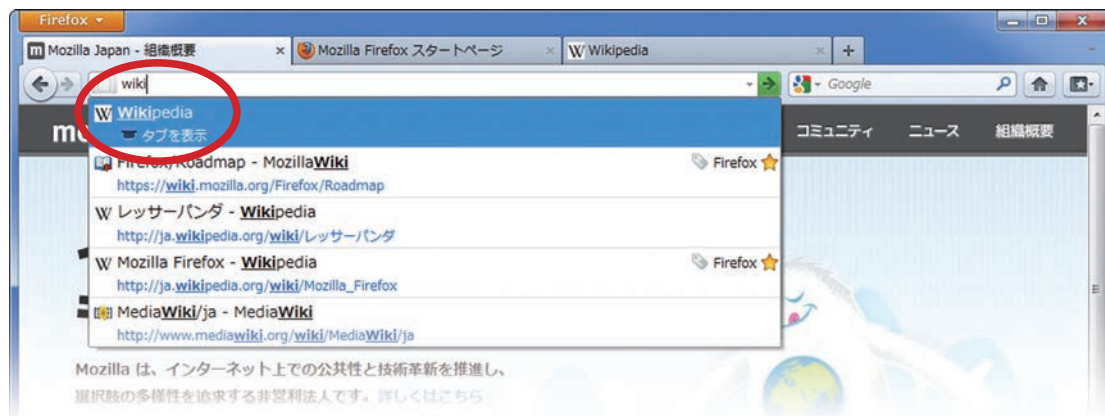 Firefox
Mozilla Japan - 組織概要 Mozilla Firefox スタートページ Wikipedia
wiki Google
Wikipedia
タブを表示
コミュニティ ニュース 組織概要
Firefox/Roadmap - MozillaWiki Firefox
https://wiki.mozilla.org/Firefox/Roadmap
レッサーパンダ - Wikipedia
http://ja.wikipedia.org/wiki/レッサーパンダ
Mozilla Firefox - Wikipedia Firefox
http://ja.wikipedia.org/wiki/Mozilla_Firefox
MediaWiki/ja - MediaWiki
http://www.mediawiki.org/wiki/MediaWiki/ja
Mozilla は、インターネット上での公共性と技術革新を推進し、
選択肢の多様性を追求する非営利法人です。詳しくはこちら